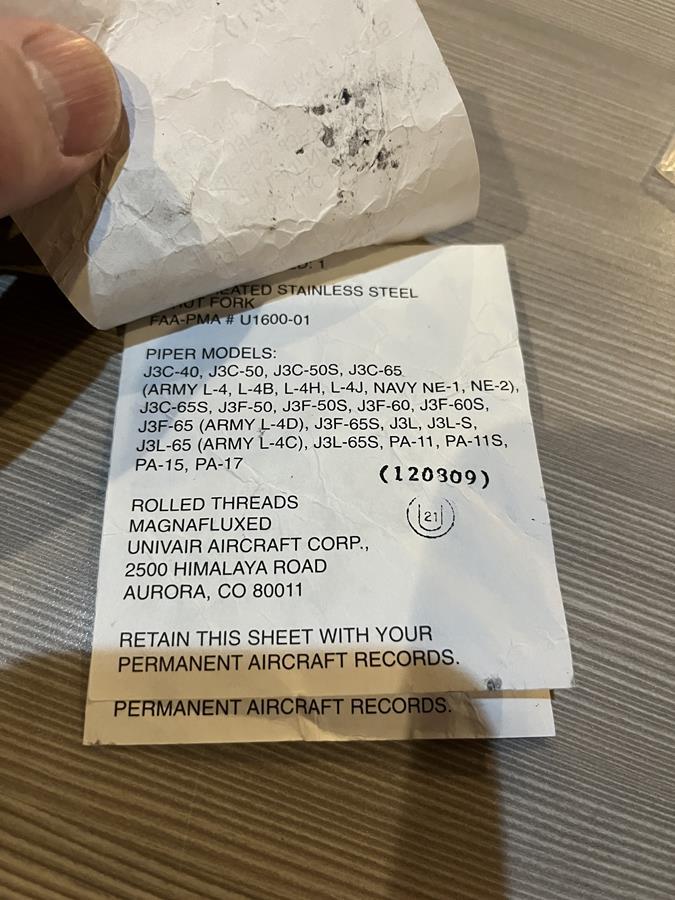 D: 1
EATED STAINLESS STEEL
FORK
FAA-PMA # U1600-01
PIPER MODELS:
J3C-40, J3C-50, J3C-50S, J3C-65
(ARMY L-4, L-4B, L-4H, L-4J, NAVY NE-1, NE-2),
J3C-65S, J3F-50, J3F-50S, J3F-60, J3F-60S,
J3F-65 (ARMY L-4D), J3F-65S, J3L, J3L-S,
J3L-65 (ARMY L-4C), J3L-65S, PA-11, PA-11S,
PA-15, PA-17
(120309)
21
ROLLED THREADS
MAGNAFLUXED
UNIVAIR AIRCRAFT CORP.,
2500 HIMALAYA ROAD
AURORA, CO 80011
RETAIN THIS SHEET WITH YOUR
PERMANENT AIRCRAFT RECORDS.
PERMANENT AIRCRAFT RECORDS.